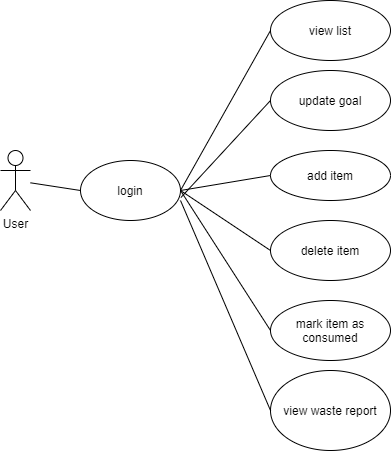 view list
update goal
add item
login
User
delete item
mark item as
consumed
view waste report